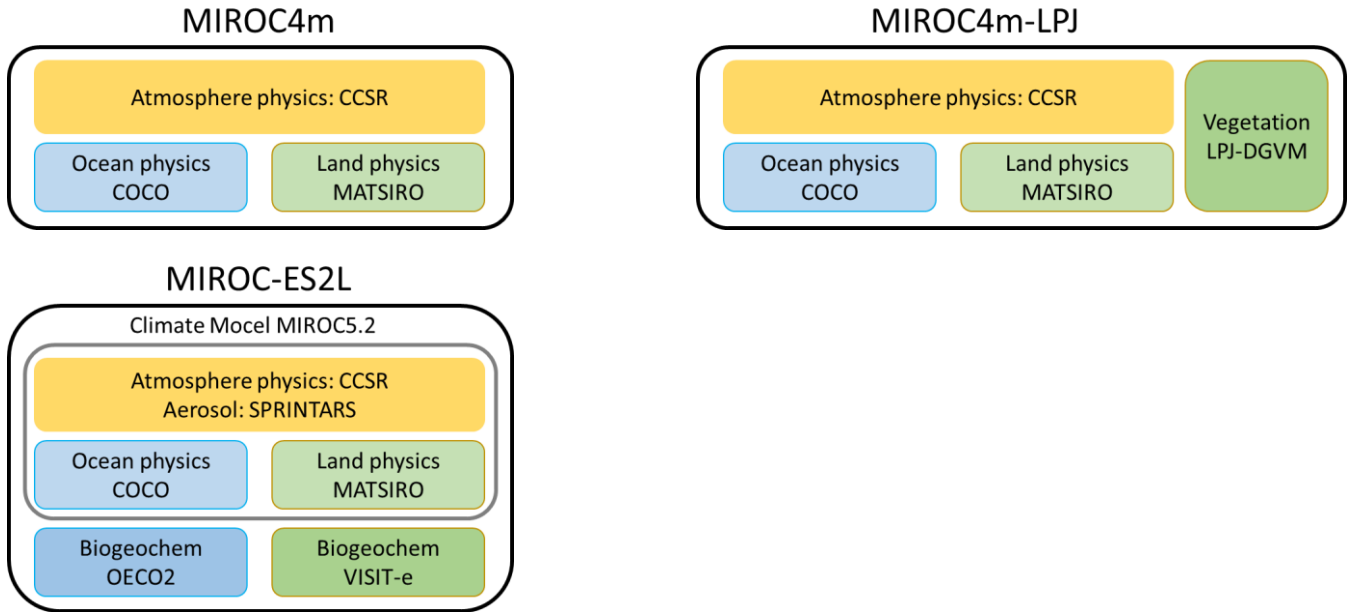 MIROC4m
Atmosphere physics: CCSR
Ocean physics
COCO
Land physics
MATSIRO
MIROC4m-LPJ
Atmosphere physics: CCSR
Ocean physics
COCO
Land physics
MATSIRO
Vegetation
LPJ-DGVM
MIROC-ES2L
Climate Mocel MIROC5.2
Atmosphere physics: CCSR
Aerosol: SPRINTARS
Ocean physics
COCO
Land physics
MATSIRO
Biogeochem
OECO2
Biogeochem
VISIT-e